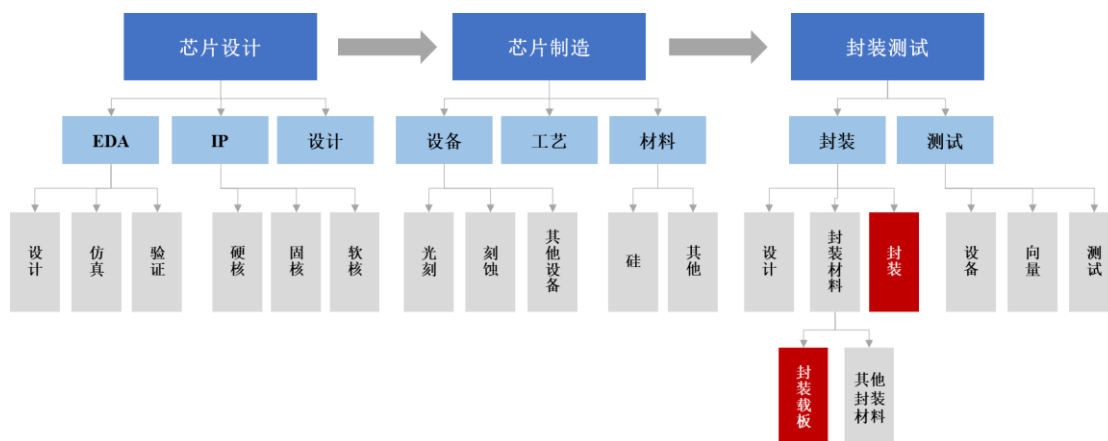 芯片设计
芯片制造
封装测试
EDA
IP
设计
设备
工艺
材料
封装
测试
设计
仿真
验证
硬核
固核
软核
光刻
刻蚀
其他设备
硅
其他
设计
封装材料
封装
设备
向量
测试
封装载板
其他
封装
材料